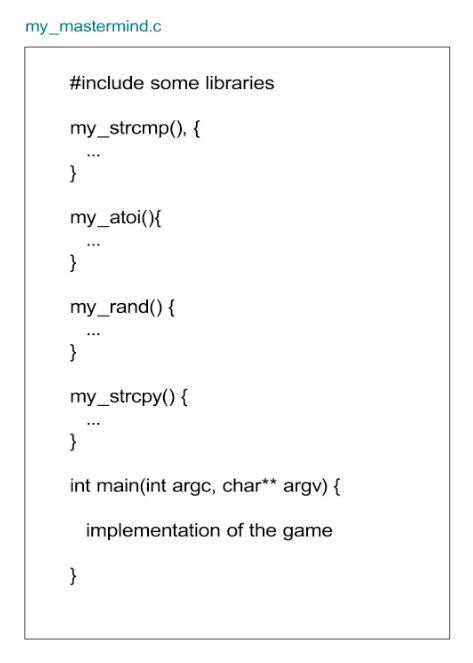 my_mastermind.c
#include some libraries
my_strcmp(), {
...
}
my_atoi(){
...
}
my_rand() {
...
}
my_strcpy() {
...
}
int main(int argc, char** argv) {
implementation of the game
}